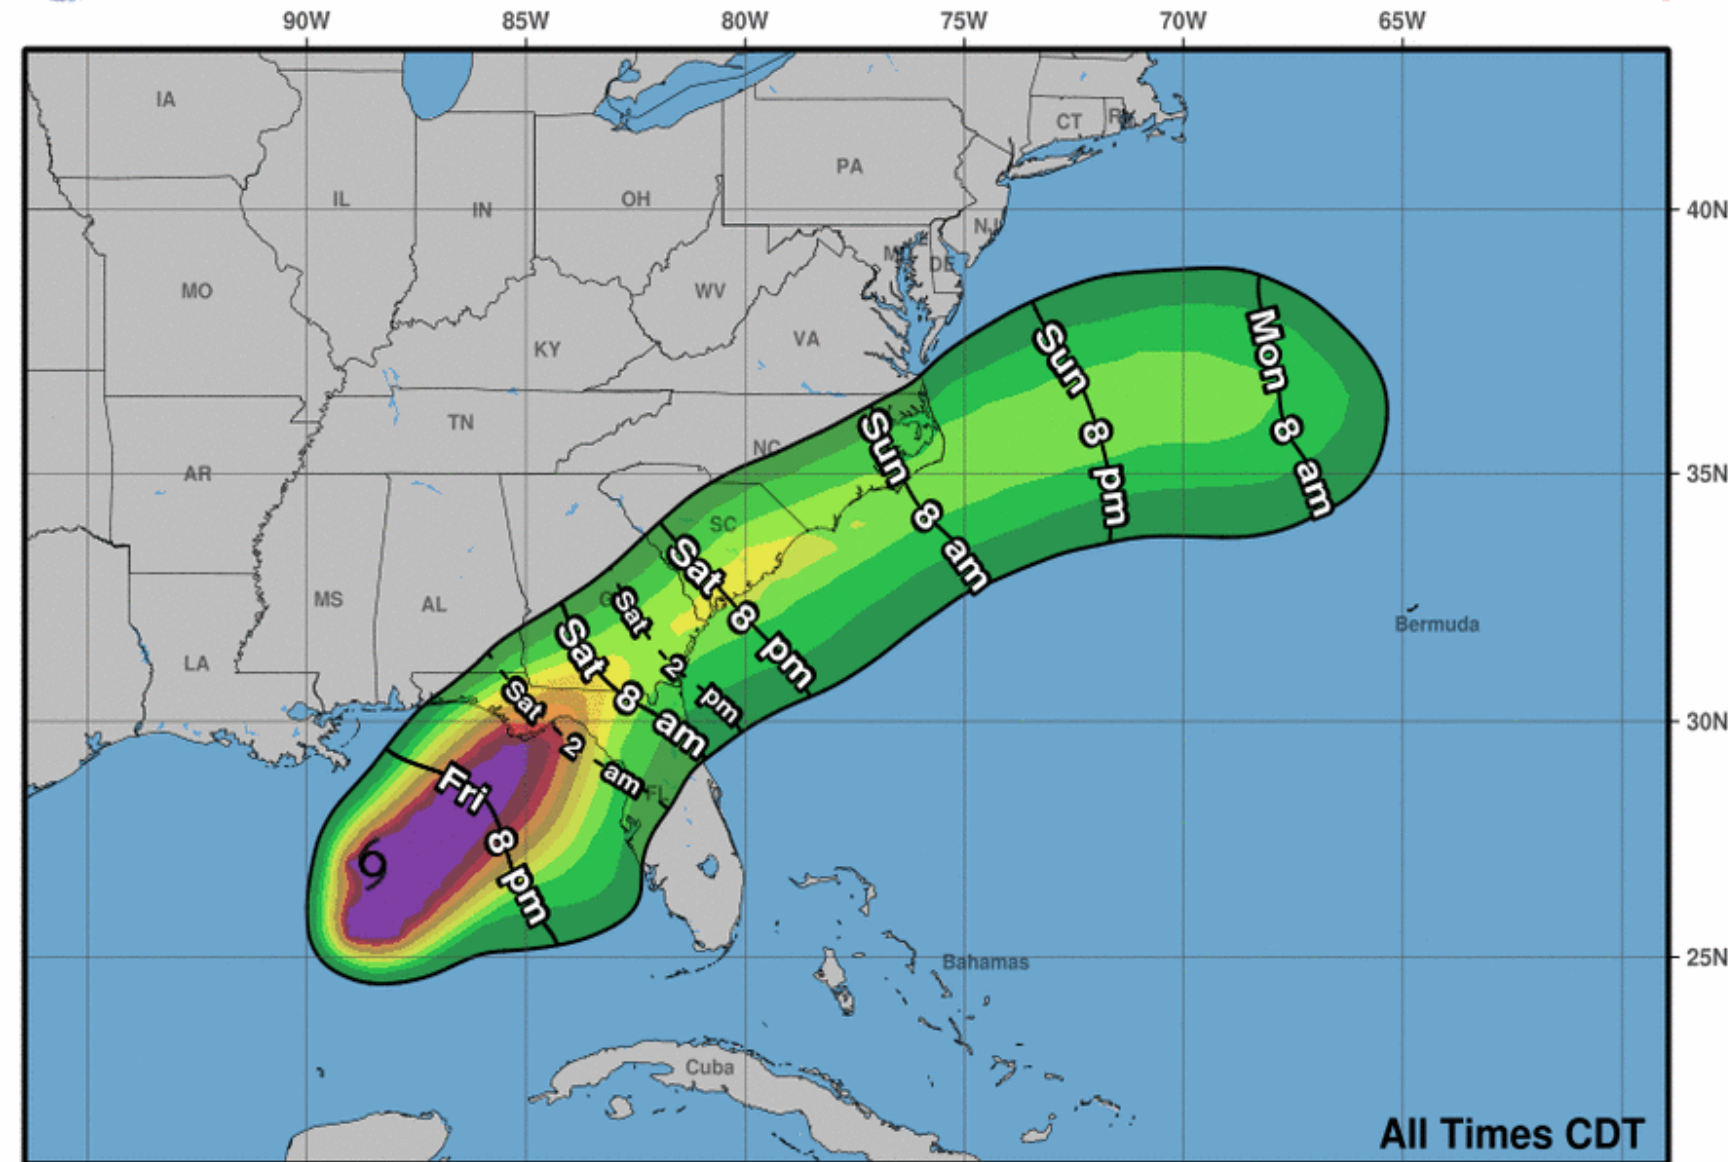 90W 85W 80W 75W 70W 65W
IA
CT
PA
IL
IN
OH
40N
NJ
DE
MO
WV
KY
VA
Mon 8 am
Sun 8 pm
TN
NC
Sun 8 am
AR
35N
SC
Sat 8 pm
MS
AL
Sat 2 pm
Bermuda
Sat 8 am
LA
Sat 2 am
30N
Fri 8 pm
FL
25N
Bahamas
Cuba
All Times CDT